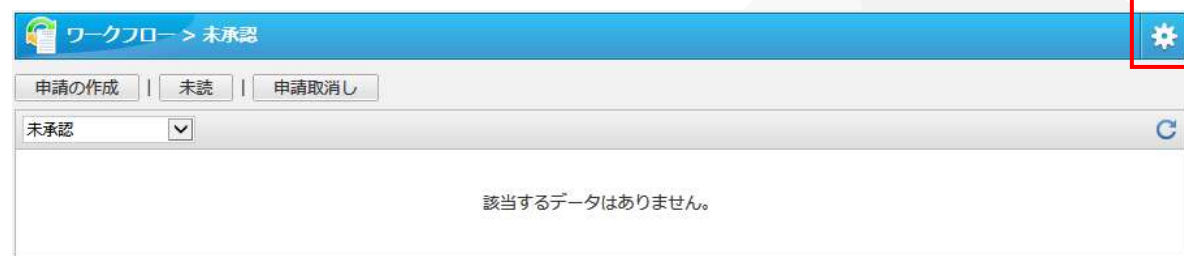 ワークフロー > 未承認
申請の作成 | 未読 | 申請取消し
未承認
該当するデータはありません。